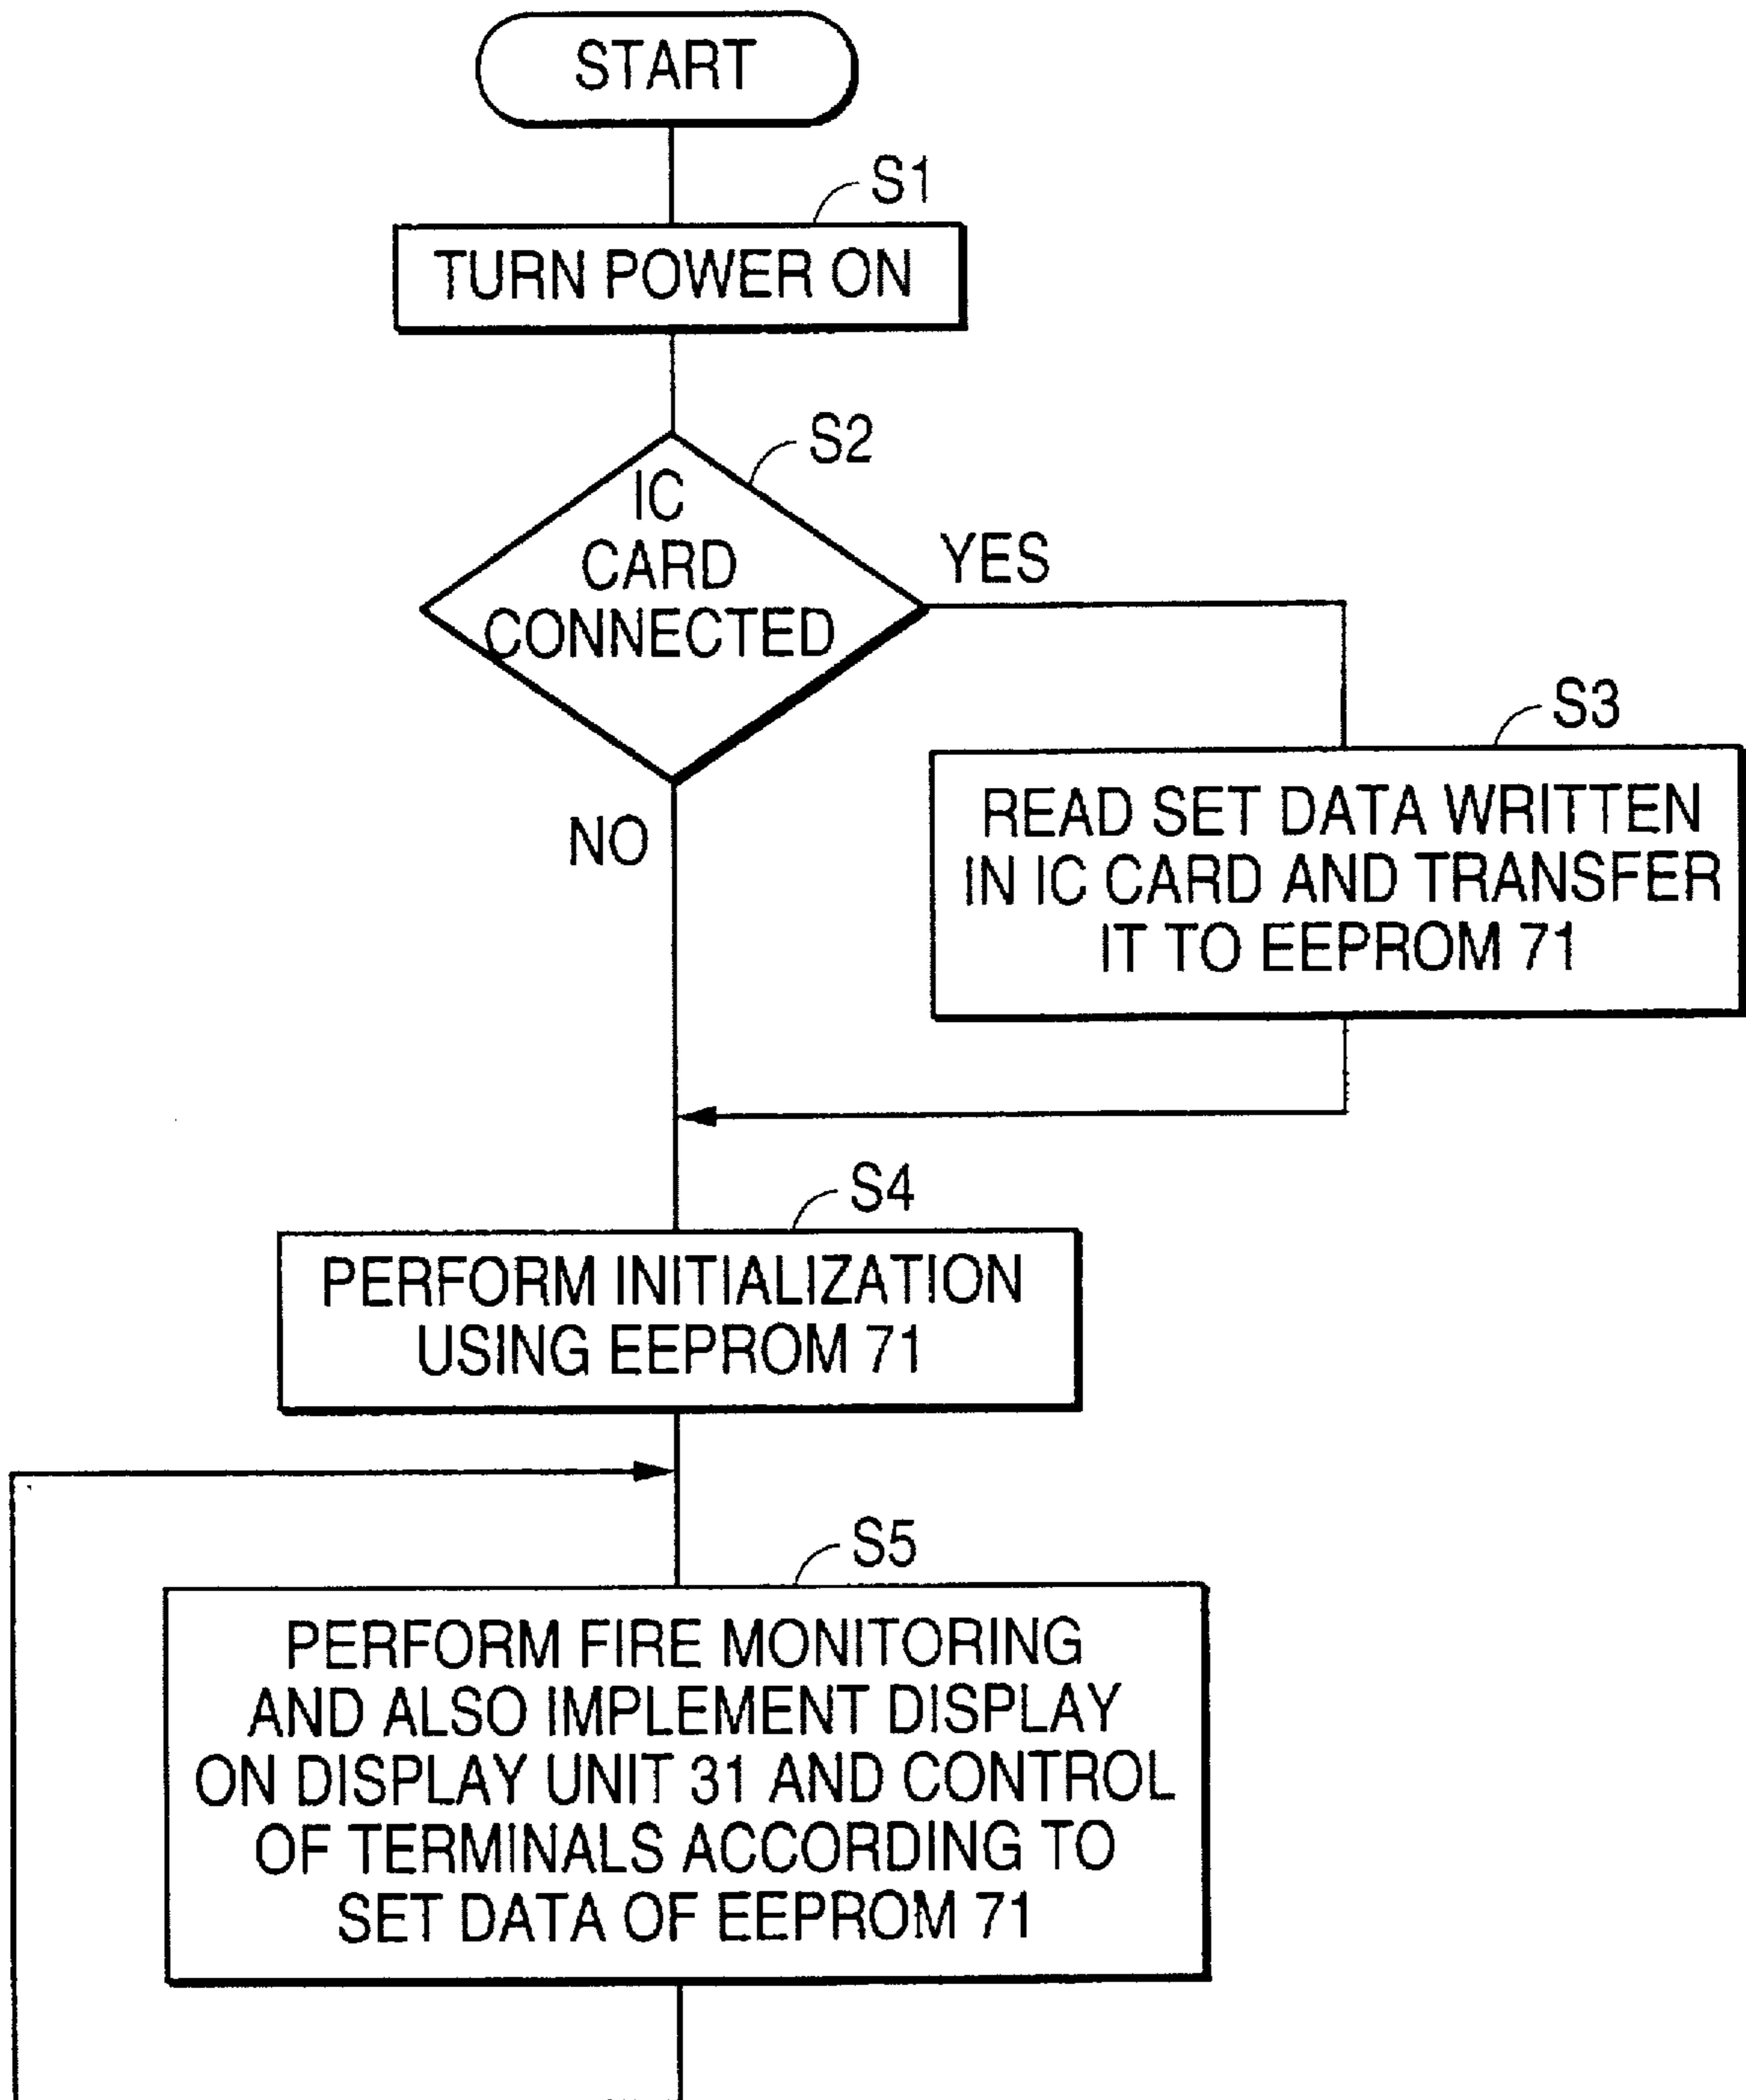 START
S1
TURN POWER ON
S2
IC
CARD
CONNECTED
YES
NO
S3
READ SET DATA WRITTEN
IN IC CARD AND TRANSFER
IT TO EEPROM 71
S4
PERFORM INITIALIZATION
USING EEPROM 71
S5
PERFORM FIRE MONITORING
AND ALSO IMPLEMENT DISPLAY
ON DISPLAY UNIT 31 AND CONTROL
OF TERMINALS ACCORDING TO
SET DATA OF EEPROM 71